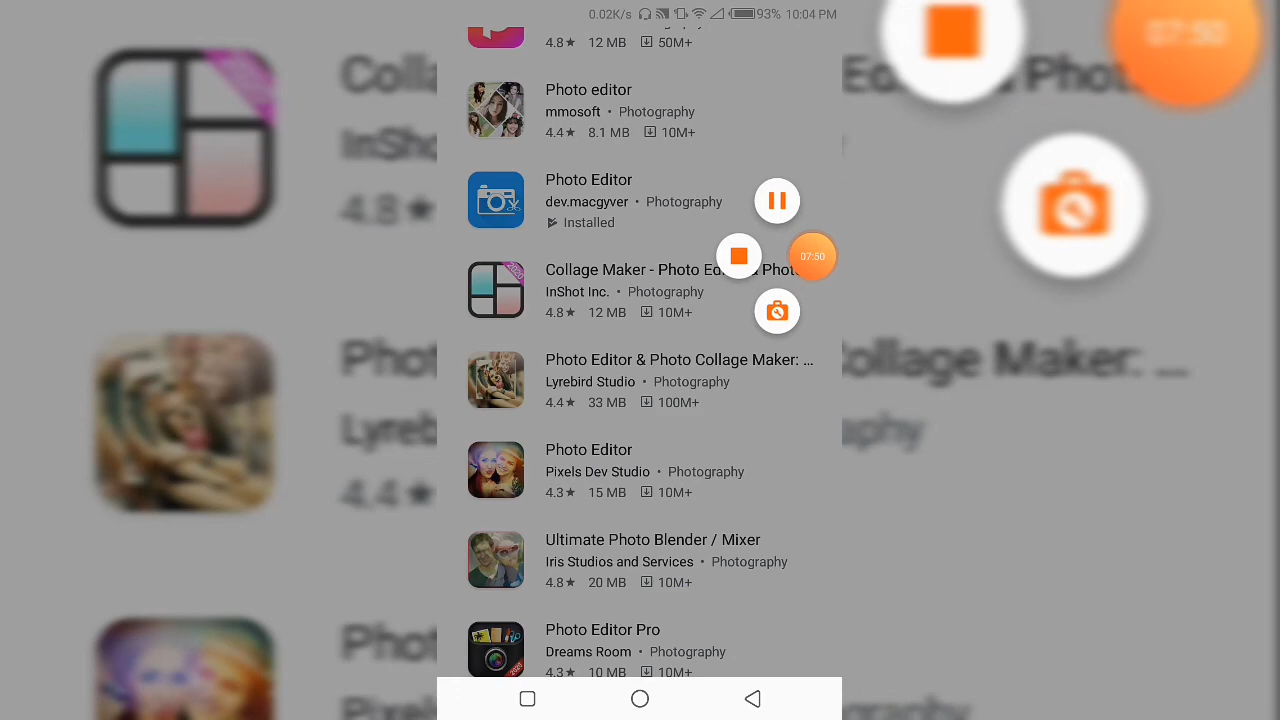 0.02K/s 93% 10:04 PM
4.8★ 12 MB 50M+
Photo editor
mmosoft • Photography
4.4★ 8.1 MB 10M+
Photo Editor
dev.macgyver • Photography
Installed
Collage Maker - Photo Ed
InShot Inc. • Photography
4.8★ 12 MB 10M+
07:50
Photo Editor & Photo Collage Maker: ...
Lyrebird Studio • Photography
4.4★ 33 MB 100M+
Photo Editor
Pixels Dev Studio • Photography
4.3★ 15 MB 10M+
Ultimate Photo Blender / Mixer
Iris Studios and Services • Photography
4.8★ 20 MB 10M+
Photo Editor Pro
Dreams Room • Photography
4.3★ 10 MB 10M+